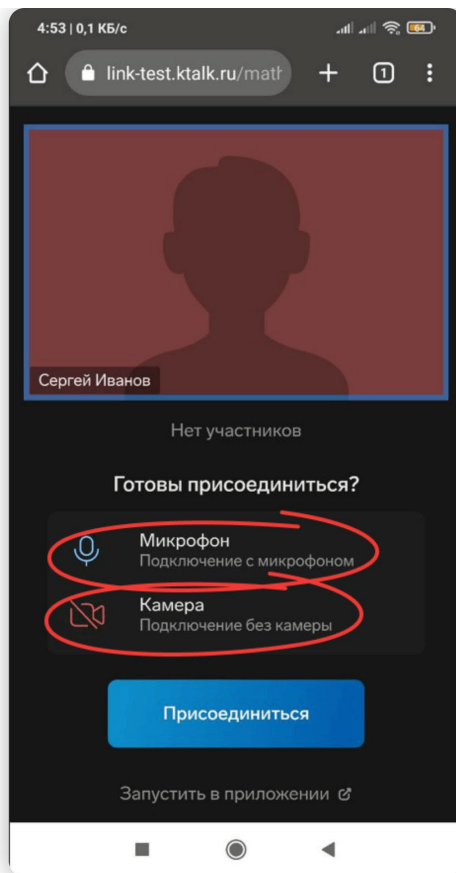 4:53 | 0,1 КБ/с
64
link-test.ktalk.ru/math
1
Сергей Иванов
Нет участников
Готовы присоединиться?
Микрофон
Подключение с микрофоном
Камера
Подключение без камеры
Присоединиться
Запустить в приложении